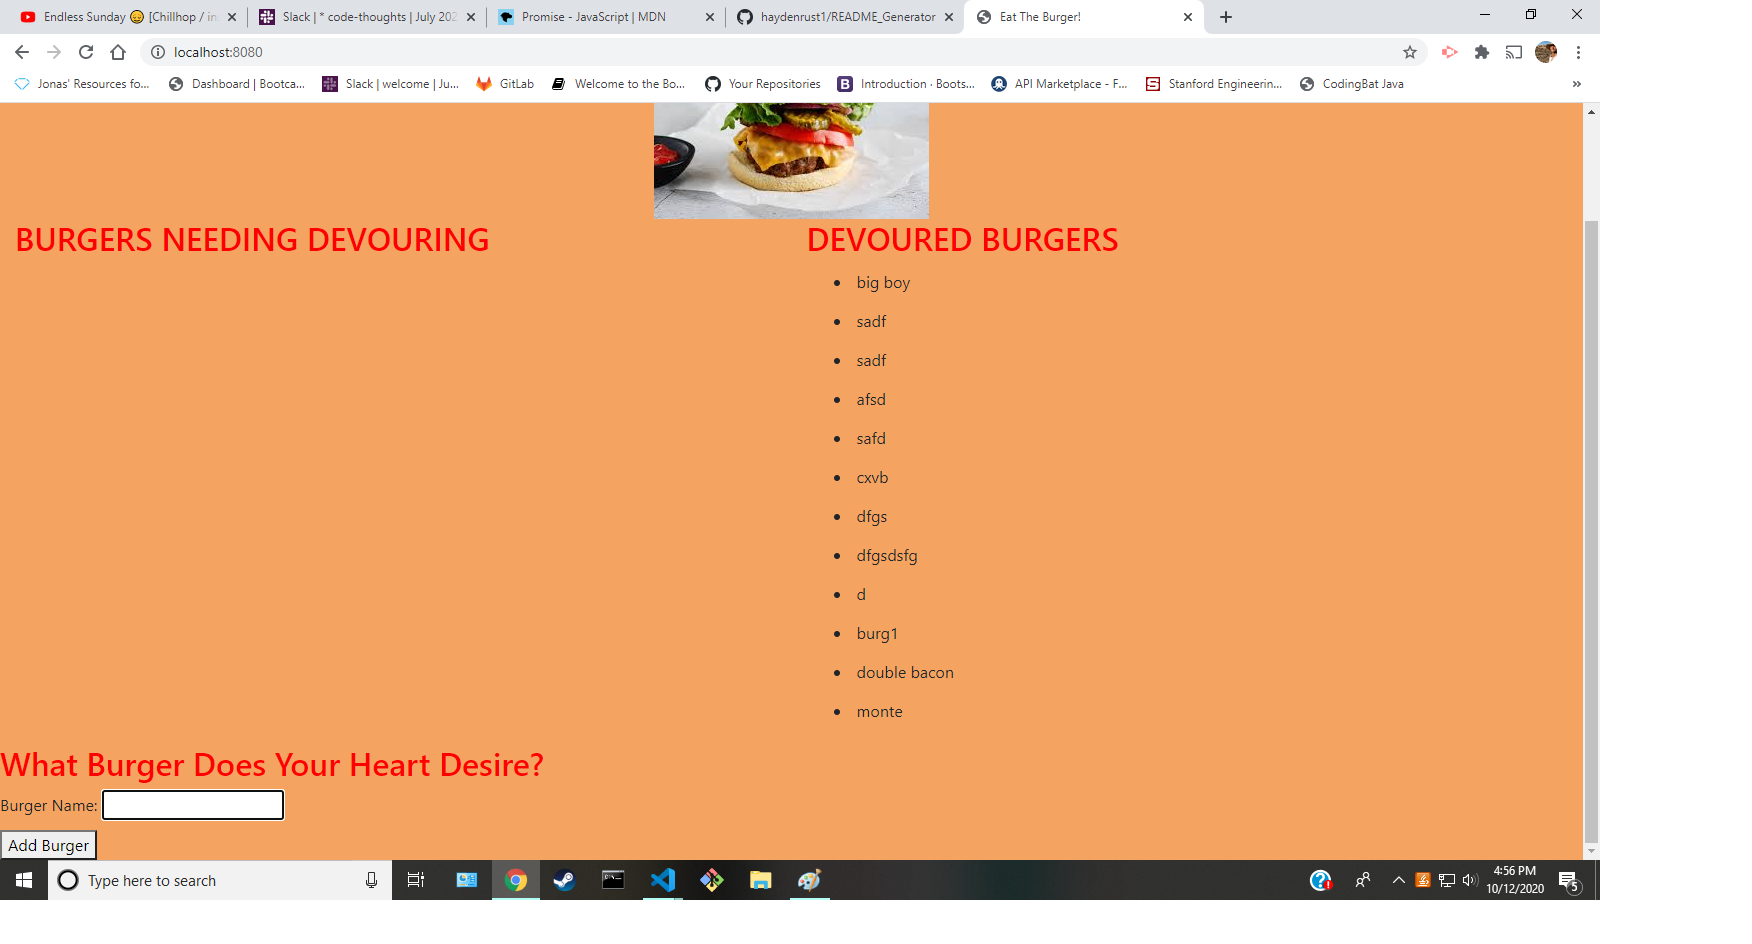 Endless Sunday 😔 [Chillhop / in
Slack | * code-thoughts | July 202
Promise - JavaScript | MDN
haydenrust1/README_Generator
Eat The Burger!
localhost:8080
Jonas' Resources fo...
Dashboard | Bootca...
Slack | welcome | Ju...
GitLab
Welcome to the Bo...
Your Repositories
Introduction · Boots...
API Marketplace - F...
Stanford Engineerin...
CodingBat Java
»
BURGERS NEEDING DEVOURING
DEVOURED BURGERS
• big boy
• sadf
• sadf
• afsd
• safd
• cxvb
• dfgs
• dfgsdsfg
• d
• burg1
• double bacon
• monte
What Burger Does Your Heart Desire?
Burger Name:
Add Burger
Type here to search
4:56 PM
10/12/2020
5